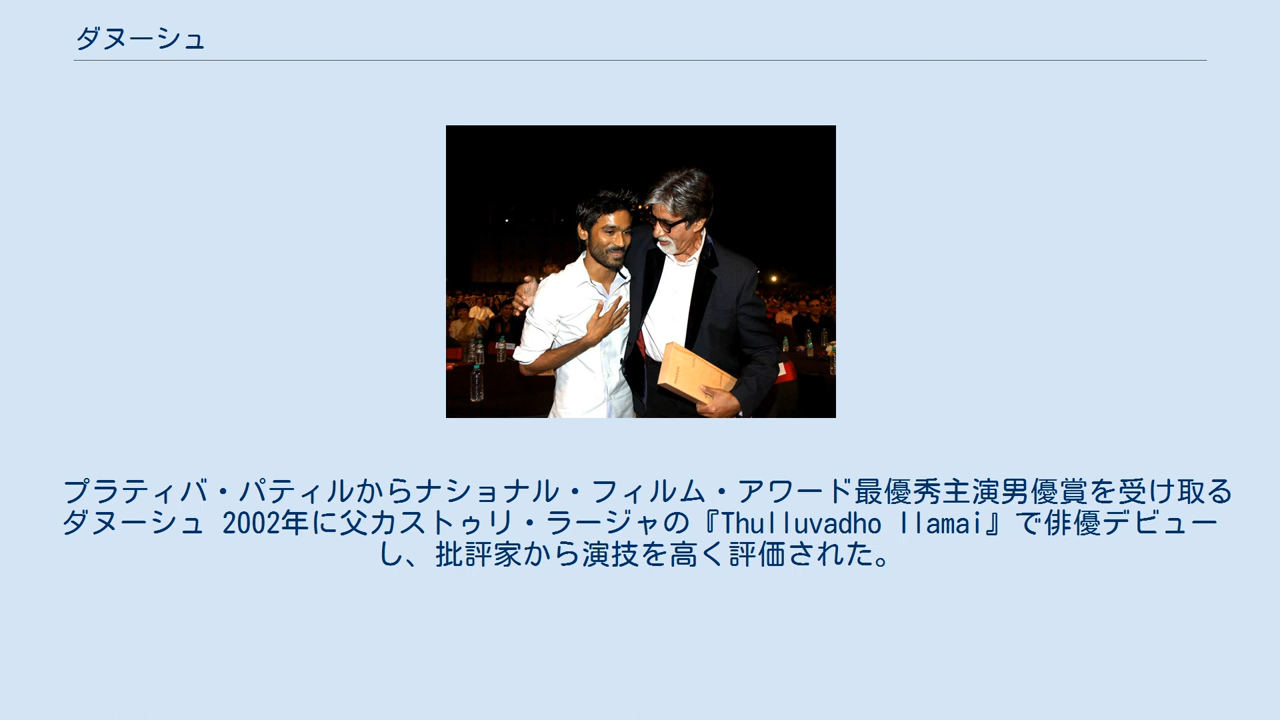 ダヌーシュ
プラティバ・パティルからナショナル・フィルム・アワード最優秀主演男優賞を受け取る
ダヌーシュ 2002年に父カストゥリ・ラージャの『Thulluvadho llamai』で俳優デビュー
し、批評家から演技を高く評価された。